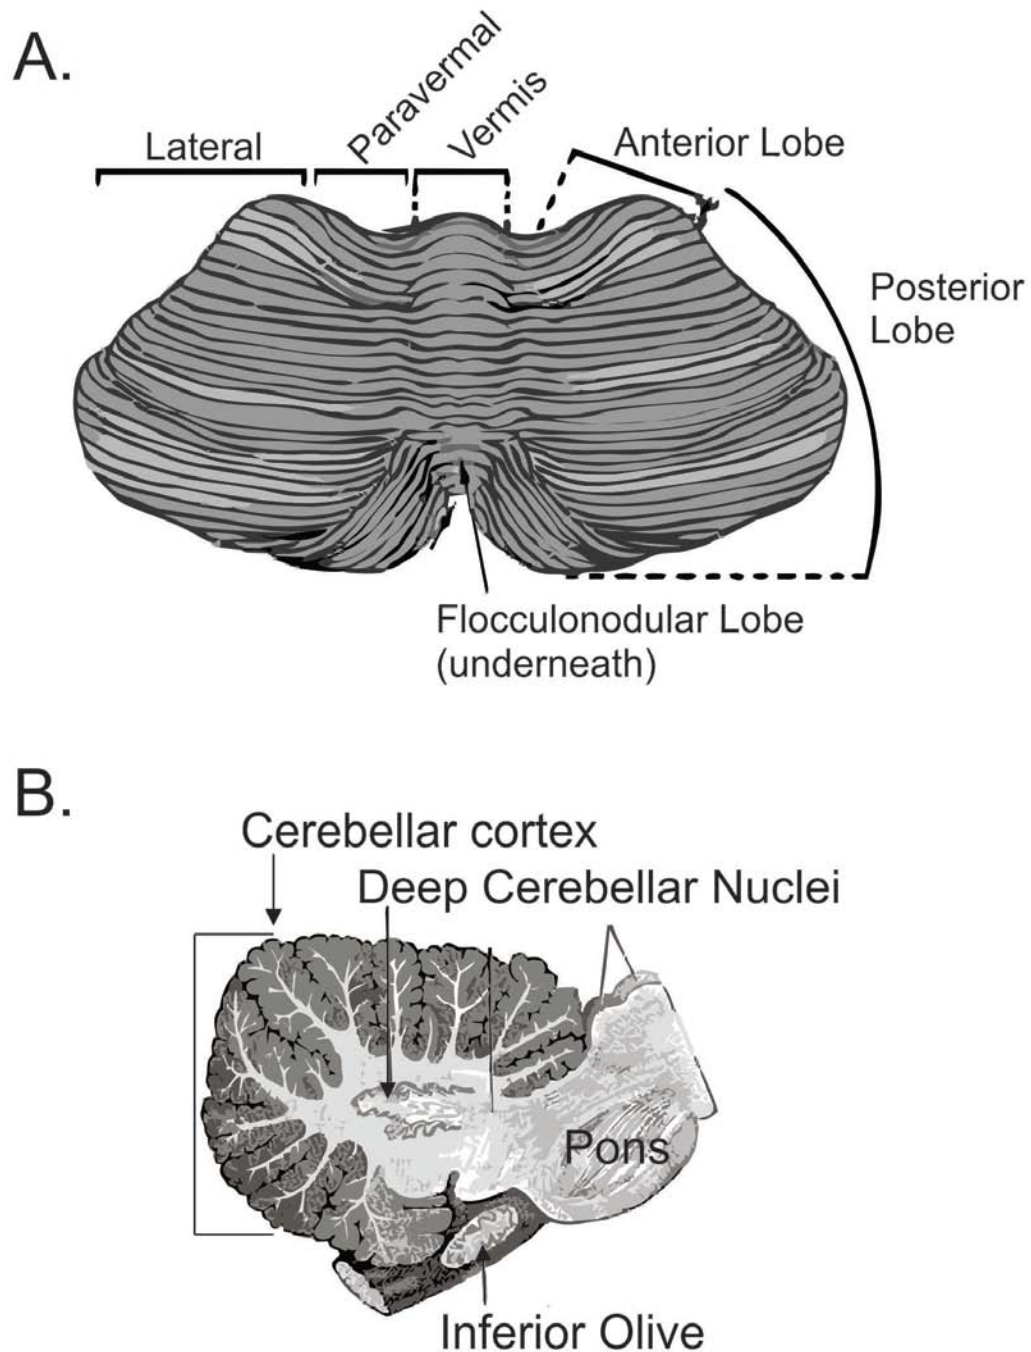 A.
Lateral
Paravermal
Vermis
Anterior Lobe
Posterior
Lobe
Flocculonodular Lobe
(underneath)
B.
Cerebellar cortex
Deep Cerebellar Nuclei
Pons
Inferior Olive